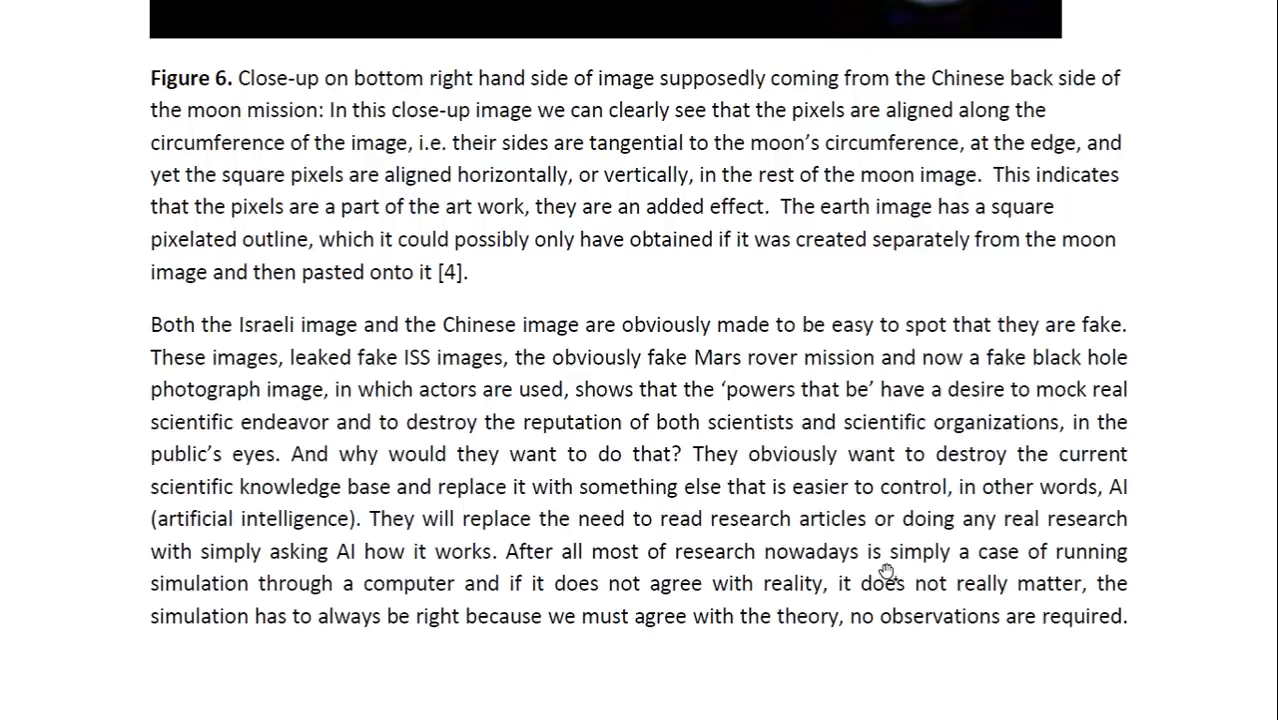 Figure 6. Close-up on bottom right hand side of image supposedly coming from the Chinese back side of
the moon mission: In this close-up image we can clearly see that the pixels are aligned along the
circumference of the image, i.e. their sides are tangential to the moon's circumference, at the edge, and
yet the square pixels are aligned horizontally, or vertically, in the rest of the moon image. This indicates
that the pixels are a part of the art work, they are an added effect. The earth image has a square
pixelated outline, which it could possibly only have obtained if it was created separately from the moon
image and then pasted onto it [4].
Both the Israeli image and the Chinese image are obviously made to be easy to spot that they are fake.
These images, leaked fake ISS images, the obviously fake Mars rover mission and now a fake black hole
photograph image, in which actors are used, shows that the ‘powers that be’ have a desire to mock real
scientific endeavor and to destroy the reputation of both scientists and scientific organizations, in the
public's eyes. And why would they want to do that? They obviously want to destroy the current
scientific knowledge base and replace it with something else that is easier to control, in other words, AI
(artificial intelligence). They will replace the need to read research articles or doing any real research
with simply asking AI how it works. After all most of research nowadays is simply a case of running
simulation through a computer and if it does not agree with reality, it does not really matter, the
simulation has to always be right because we must agree with the theory, no observations are required.